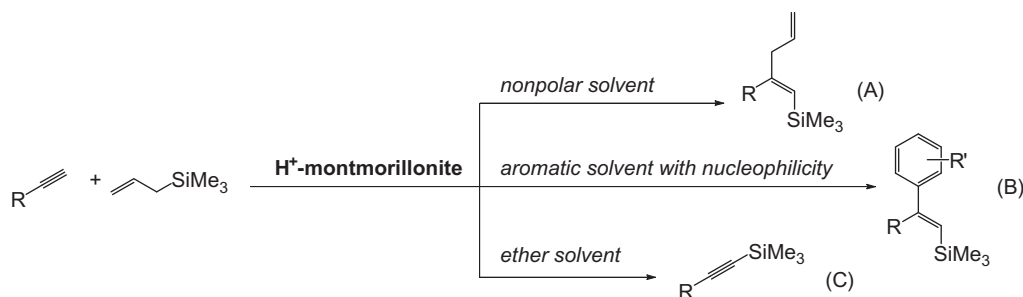 nonpolar solvent
R
SiMe₃
(A)
R
+
SiMe₃
H⁺-montmorillonite
aromatic solvent with nucleophilicity
R'
R
SiMe₃
(B)
ether solvent
R
SiMe₃
(C)